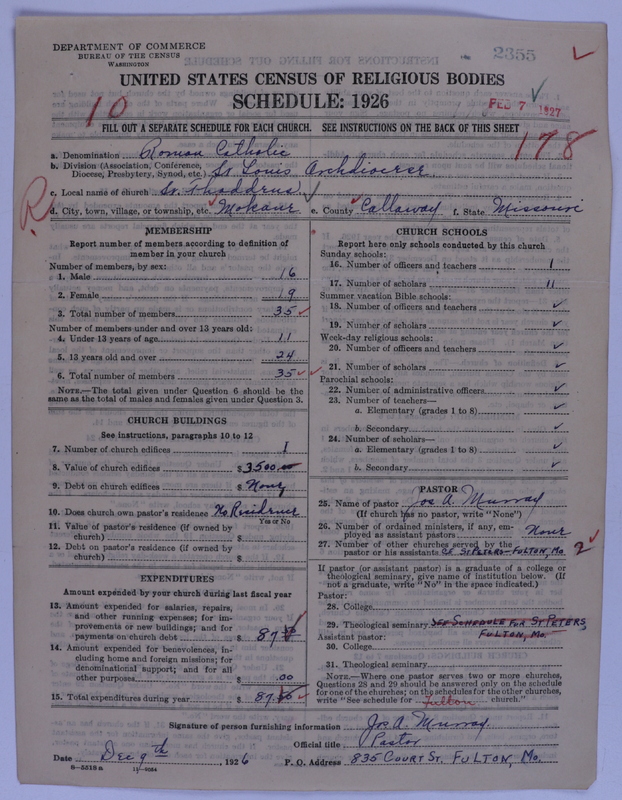 DEPARTMENT OF COMMERCE
BUREAU OF THE CENSUS
WASHINGTON
2355
UNITED STATES CENSUS OF RELIGIOUS BODIES
SCHEDULE: 1926
10
FEB 7 1927
178
FILL OUT A SEPARATE SCHEDULE FOR EACH CHURCH. SEE INSTRUCTIONS ON THE BACK OF THIS SHEET
a. Denomination Roman Catholic
b. Division (Association, Conference, Diocese, Presbytery, Synod, etc.) St Louis Archdiocese
c. Local name of church St. Thaddeus
R
d. City, town, village, or township, etc. Mokane e. County Callaway f. State Missouri
MEMBERSHIP
Report number of members according to definition of
member in your church
Number of members, by sex:
1. Male 16
2. Female 19
3. Total number of members 35
Number of members under and over 13 years old:
4. Under 13 years of age 11
5. 13 years old and over 24
6. Total number of members 35
NOTE.—The total given under Question 6 should be
same as the total of males and females given under Question 3.
CHURCH BUILDINGS
See instructions, paragraphs 10 to 12
7. Number of church edifices 1
8. Value of church edifices $3500.00
9. Debt on church edifices $ None
10. Does church own pastor's residence No Residence
Yes or No
11. Value of pastor's residence (if owned by
church) $
12. Debt on pastor's residence (if owned by
church) $
EXPENDITURES
Amount expended by your church during last fiscal year
13. Amount expended for salaries, repairs,
and other running expenses; for im-
provements or new buildings; and for
payments on church debt $ 87
14. Amount expended for benevolences, in-
cluding home and foreign missions; for
denominational support; and for all
other purposes $ .00
15. Total expenditures during year $ 87
CHURCH SCHOOLS
Report here only schools conducted by this church
Sunday schools:
16. Number of officers and teachers 1
17. Number of scholars 11
Summer vacation Bible schools:
18. Number of officers and teachers
19. Number of scholars
Week-day religious schools:
20. Number of officers and teachers
21. Number of scholars
Parochial schools:
22. Number of administrative officers
23. Number of teachers—
a. Elementary (grades 1 to 8)
b. Secondary
24. Number of scholars—
a. Elementary (grades 1 to 8)
b. Secondary
PASTOR
25. Name of pastor Jos A. Murray
(If church has no pastor, write "None")
26. Number of ordained ministers, if any, em-
ployed as assistant pastors None
27. Number of other churches served by the
pastor or his assistants St PETERS-FULTON, Mo. 2
If pastor (or assistant pastor) is a graduate of a college or
theological seminary, give name of institution below. (If
not a graduate, write "No" in the space indicated.)
Pastor:
28. College
29. Theological seminary SEE SCHEDULE FOR ST PETERS,
FULTON, Mo.
Assistant pastor:
30. College
31. Theological seminary
NOTE.—Where one pastor serves two or more churches,
Questions 28 and 29 should be answered only on the schedule
for one of the churches; on the schedules for the other churches,
write "See schedule for Fulton church."
Signature of person furnishing information Jos A. Murray.
Official title Pastor
Date Dec 9th, 1926 P. O. Address 835 COURT ST. FULTON, Mo.
8—5518a 11—9084